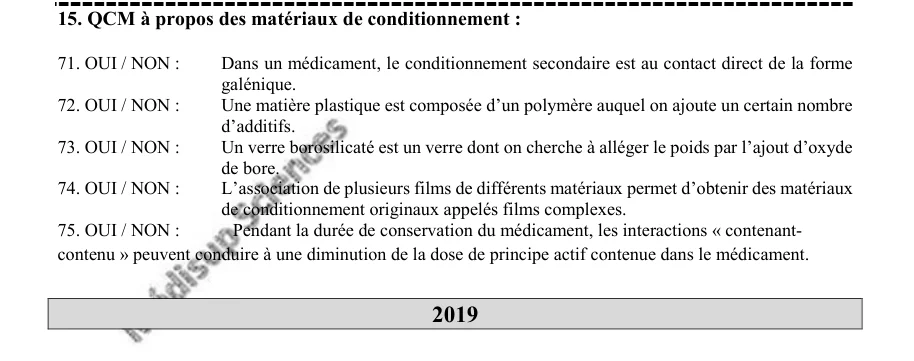 15. QCM à propos des matériaux de conditionnement :
71. OUI / NON : Dans un médicament, le conditionnement secondaire est au contact direct de la forme
galénique.
72. OUI / NON : Une matière plastique est composée d’un polymère auquel on ajoute un certain nombre
d’additifs.
73. OUI / NON : Un verre borosilicaté est un verre dont on cherche à alléger le poids par l’ajout d’oxyde
de bore.
74. OUI / NON : L’association de plusieurs films de différents matériaux permet d’obtenir des matériaux
de conditionnement originaux appelés films complexes.
75. OUI / NON : Pendant la durée de conservation du médicament, les interactions « contenant-
contenu » peuvent conduire à une diminution de la dose de principe actif contenue dans le médicament.
Sciences
2019